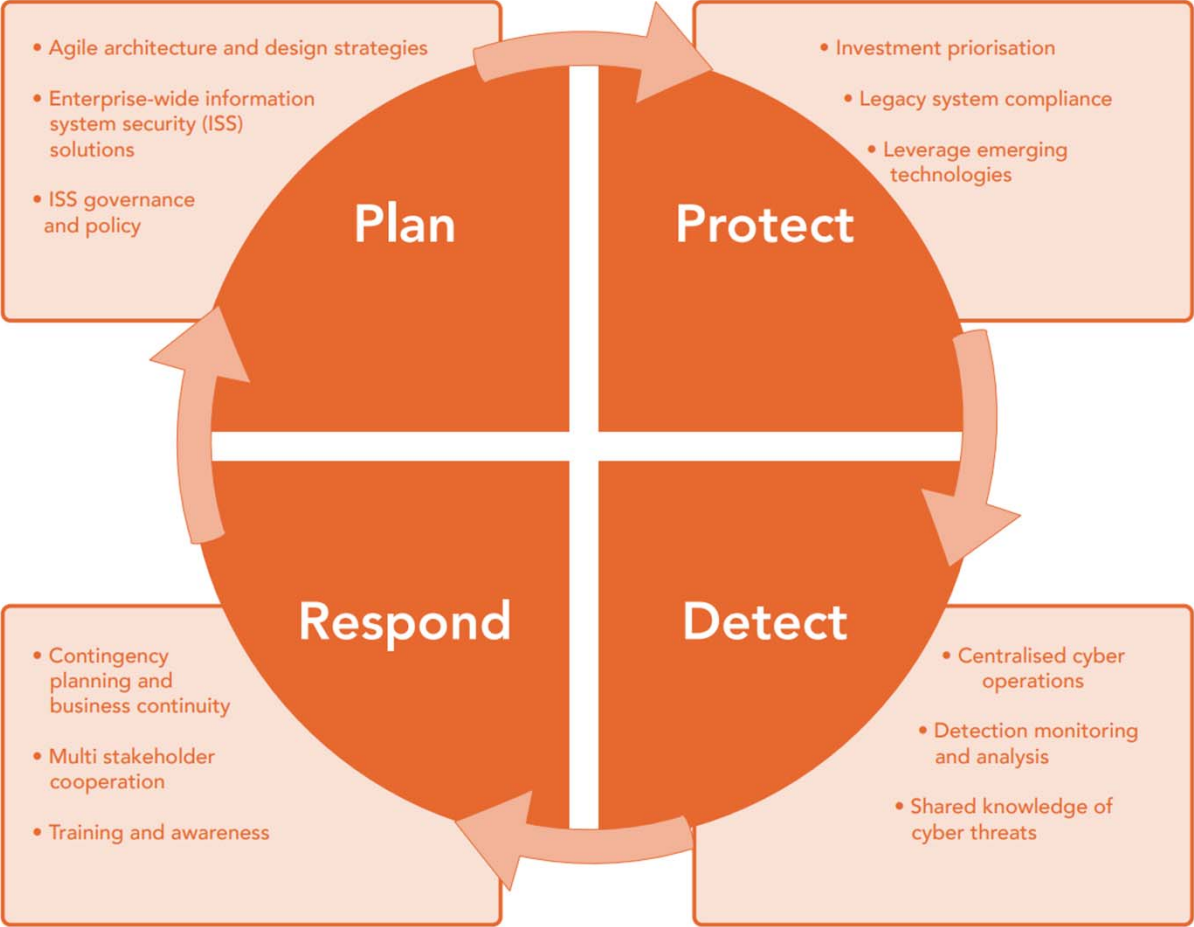 • Agile architecture and design strategies
• Enterprise-wide information
system security (ISS)
solutions
• ISS governance
and policy
Plan
• Investment priorisation
• Legacy system compliance
• Leverage emerging
technologies
Protect
Respond
• Contingency
planning and
business continuity
• Multi stakeholder
cooperation
• Training and awareness
Detect
• Centralised cyber
operations
• Detection monitoring
and analysis
• Shared knowledge of
cyber threats